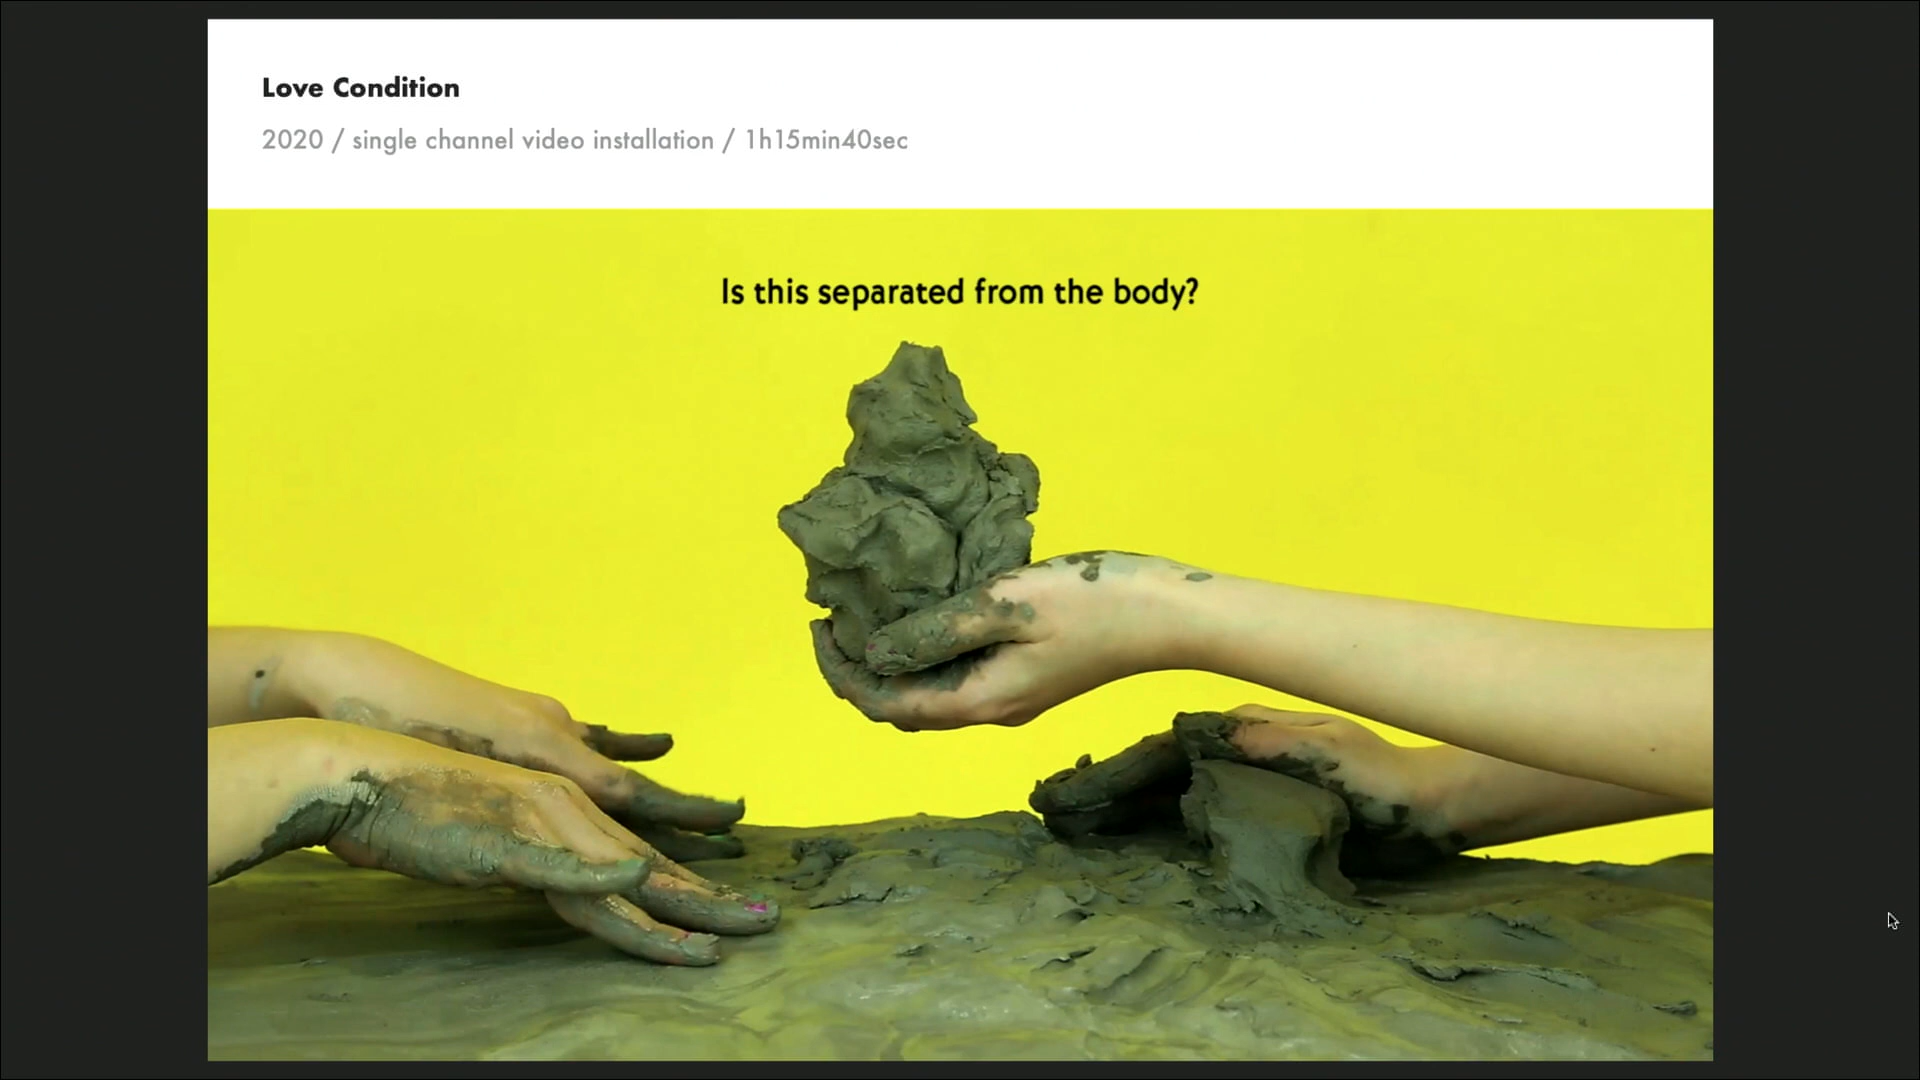 Love Condition
2020 / single channel video installation / 1h15min40sec
Is this separated from the body?